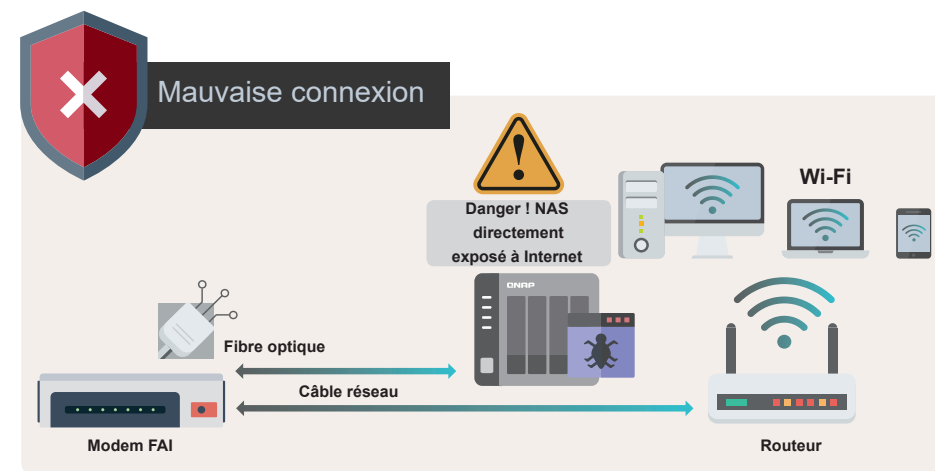 Mauvaise connexion
Wi-Fi
Danger ! NAS
directement
exposé à Internet
QNAP
Fibre optique
Câble réseau
Modem FAI
Routeur